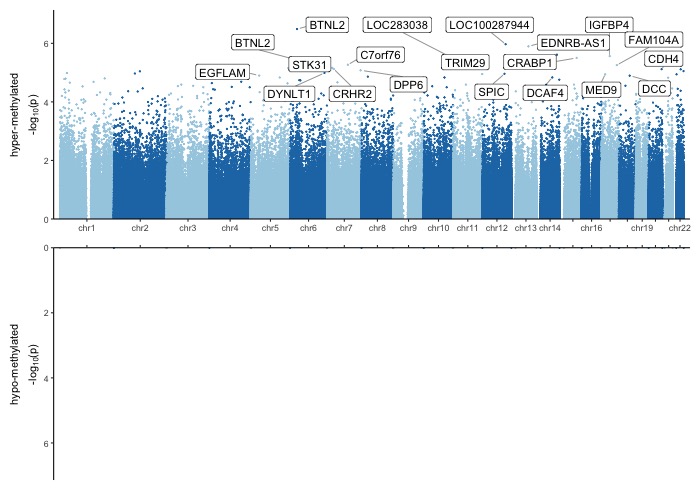 BTNL2
LOC283038
LOC100287944
IGFBP4
BTNL2
EDNRB-AS1
FAM104A
C7orf76
STK31
TRIM29
CRABP1
CDH4
EGFLAM
DPP6
DYNLT1
CRHR2
SPIC
DCAF4
MED9
DCC
hyper-methylated
-log₁₀(p)
6
4
2
0
chr1 chr2 chr3 chr4 chr5 chr6 chr7 chr8 chr9 chr10 chr11 chr12 chr13 chr14 chr16 chr19 chr22
hypo-methylated
-log₁₀(p)
0
2
4
6